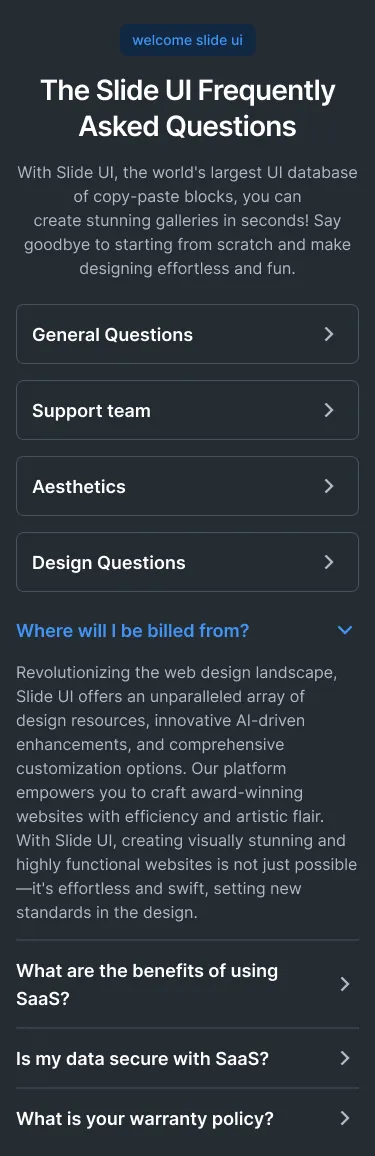 welcome slide ui
The Slide UI Frequently
Asked Questions
With Slide UI, the world's largest UI database
of copy-paste blocks, you can
create stunning galleries in seconds! Say
goodbye to starting from scratch and make
designing effortless and fun.
General Questions
Support team
Aesthetics
Design Questions
Where will I be billed from?
Revolutionizing the web design landscape,
Slide UI offers an unparalleled array of
design resources, innovative AI-driven
enhancements, and comprehensive
customization options. Our platform
empowers you to craft award-winning
websites with efficiency and artistic flair.
With Slide UI, creating visually stunning and
highly functional websites is not just possible
—it's effortless and swift, setting new
standards in the design.
What are the benefits of using
SaaS?
Is my data secure with SaaS?
What is your warranty policy?